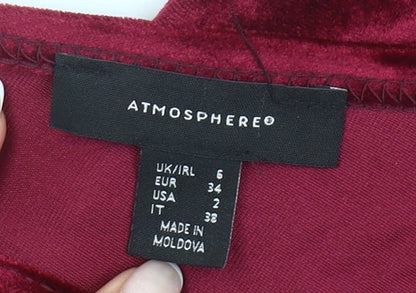 ATMOSPHERE®
UK/IRL 6
EUR 34
USA 2
IT 38
MADE IN
MOLDOVA